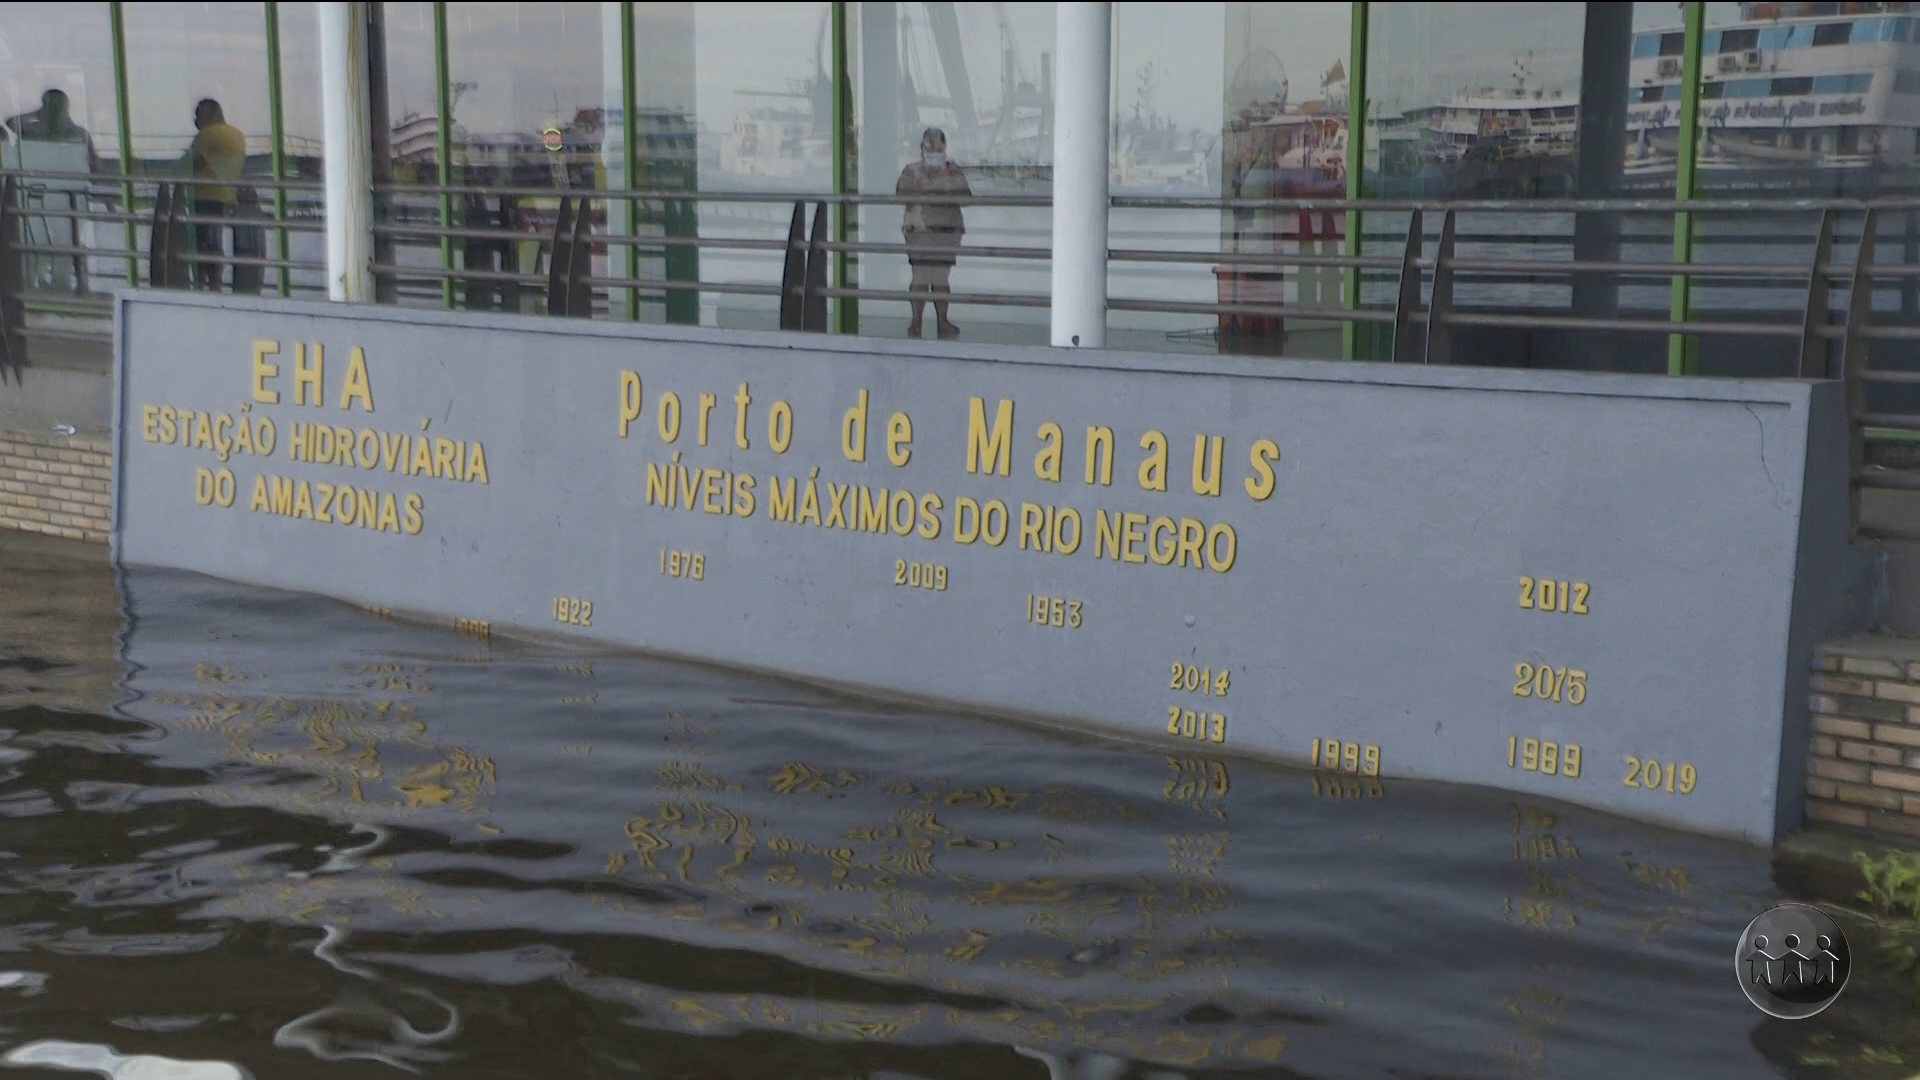 EHA
ESTAÇÃO HIDROVIÁRIA
DO AMAZONAS
Porto de Manaus
NÍVEIS MÁXIMOS DO RIO NEGRO
1976
2009
1922
1953
2012
2014
2015
2013
1999
1989
2019